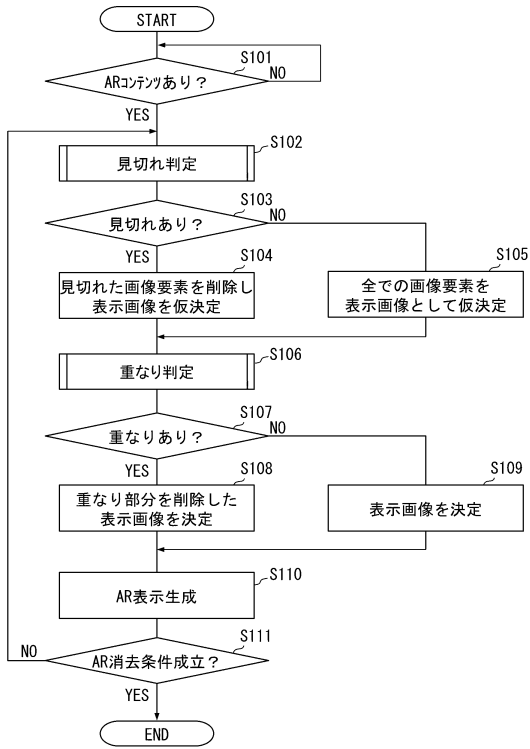 START
S101
ARｺﾝﾃﾝﾂあり？
NO
YES
S102
見切れ判定
S103
見切れあり？
NO
YES
S104
見切れた画像要素を削除し
表示画像を仮決定
S105
全での画像要素を
表示画像として仮決定
S106
重なり判定
S107
重なりあり？
NO
YES
S108
重なり部分を削除した
表示画像を決定
S109
表示画像を決定
S110
AR表示生成
S111
AR消去条件成立？
NO
YES
END